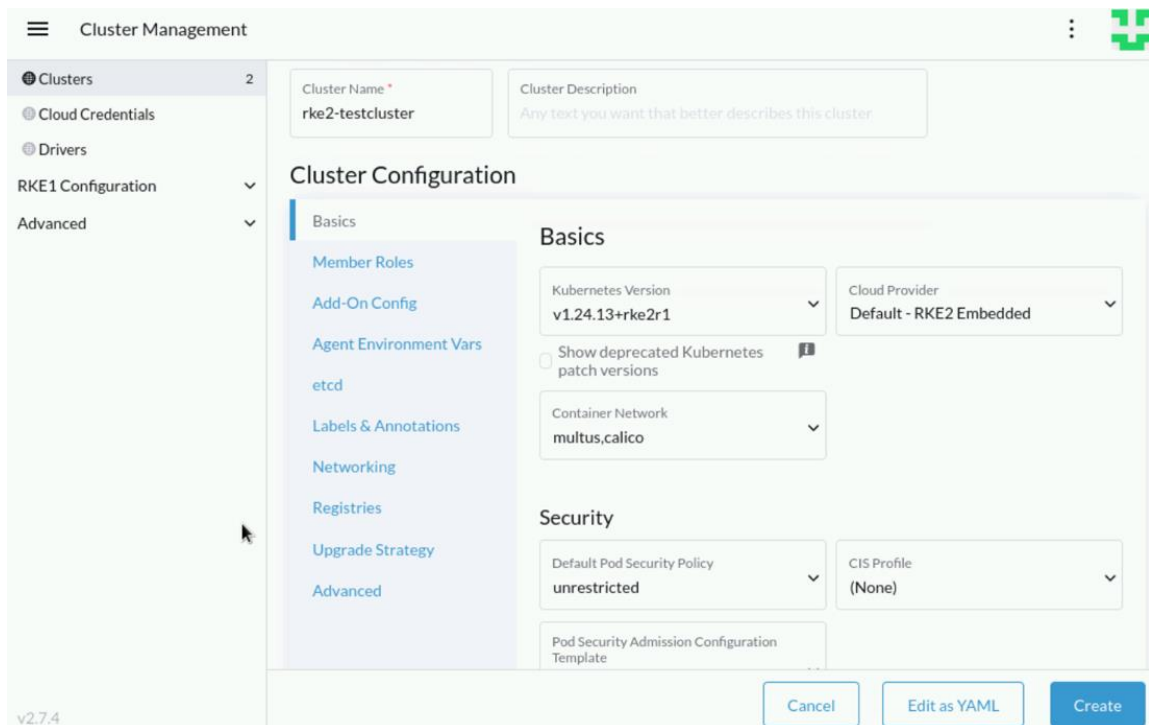 Cluster Management
Clusters 2
Cloud Credentials
Drivers
RKE1 Configuration
Advanced
v2.7.4
Cluster Name *
rke2-testcluster
Cluster Description
Any text you want that better describes this cluster
Cluster Configuration
Basics
Member Roles
Add-On Config
Agent Environment Vars
etcd
Labels & Annotations
Networking
Registries
Upgrade Strategy
Advanced
Basics
Kubernetes Version
v1.24.13+rke2r1
Cloud Provider
Default - RKE2 Embedded
Show deprecated Kubernetes
patch versions
Container Network
multus,calico
Security
Default Pod Security Policy
unrestricted
CIS Profile
(None)
Pod Security Admission Configuration
Template
Cancel
Edit as YAML
Create